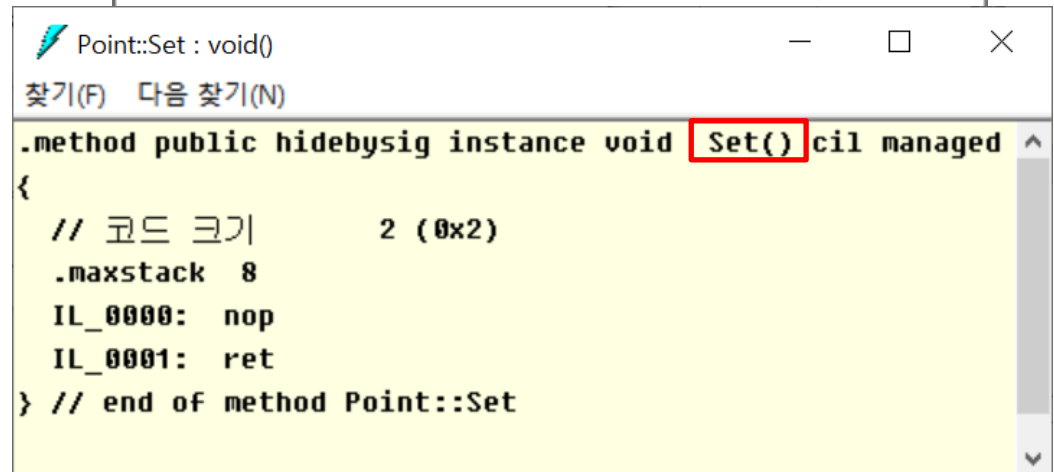 Point::Set : void()
찾기(F) 다음 찾기(N)
.method public hidebysig instance void Set() cil managed
{
// 코드 크기 2 (0x2)
.maxstack 8
IL_0000: nop
IL_0001: ret
} // end of method Point::Set